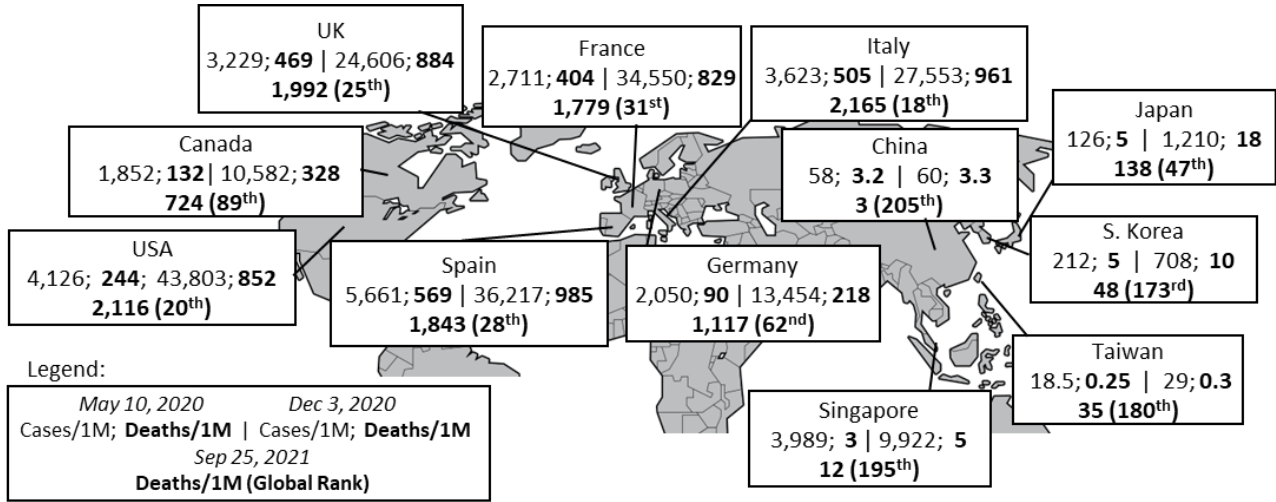 UK
3,229; 469 | 24,606; 884
1,992 (25th)
France
2,711; 404 | 34,550; 829
1,779 (31st)
Italy
3,623; 505 | 27,553; 961
2,165 (18th)
Japan
126; 5 | 1,210; 18
138 (47th)
Canada
1,852; 132| 10,582; 328
724 (89th)
China
58; 3.2 | 60; 3.3
3 (205th)
S. Korea
212; 5 | 708; 10
48 (173rd)
USA
4,126; 244; 43,803; 852
2,116 (20th)
Spain
5,661; 569 | 36,217; 985
1,843 (28th)
Germany
2,050; 90 | 13,454; 218
1,117 (62nd)
Taiwan
18.5; 0.25 | 29; 0.3
35 (180th)
Singapore
3,989; 3 | 9,922; 5
12 (195th)
Legend:
May 10, 2020 Dec 3, 2020
Cases/1M; Deaths/1M | Cases/1M; Deaths/1M
Sep 25, 2021
Deaths/1M (Global Rank)